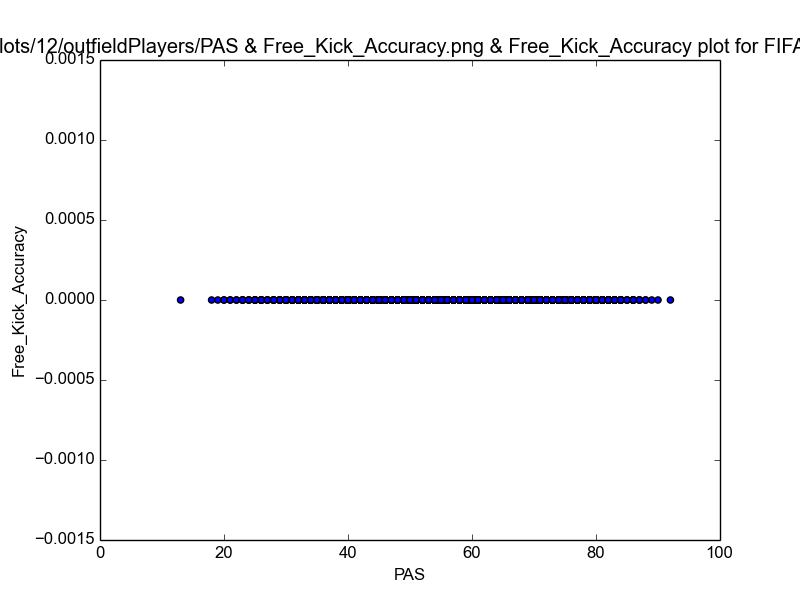 lots/12/outfieldPlayers/PAS & Free_Kick_Accuracy.png & Free_Kick_Accuracy plot for FIFA
0.0015
0.0010
0.0005
0.0000
−0.0005
−0.0010
−0.0015
Free_Kick_Accuracy
0 20 40 60 80 100
PAS